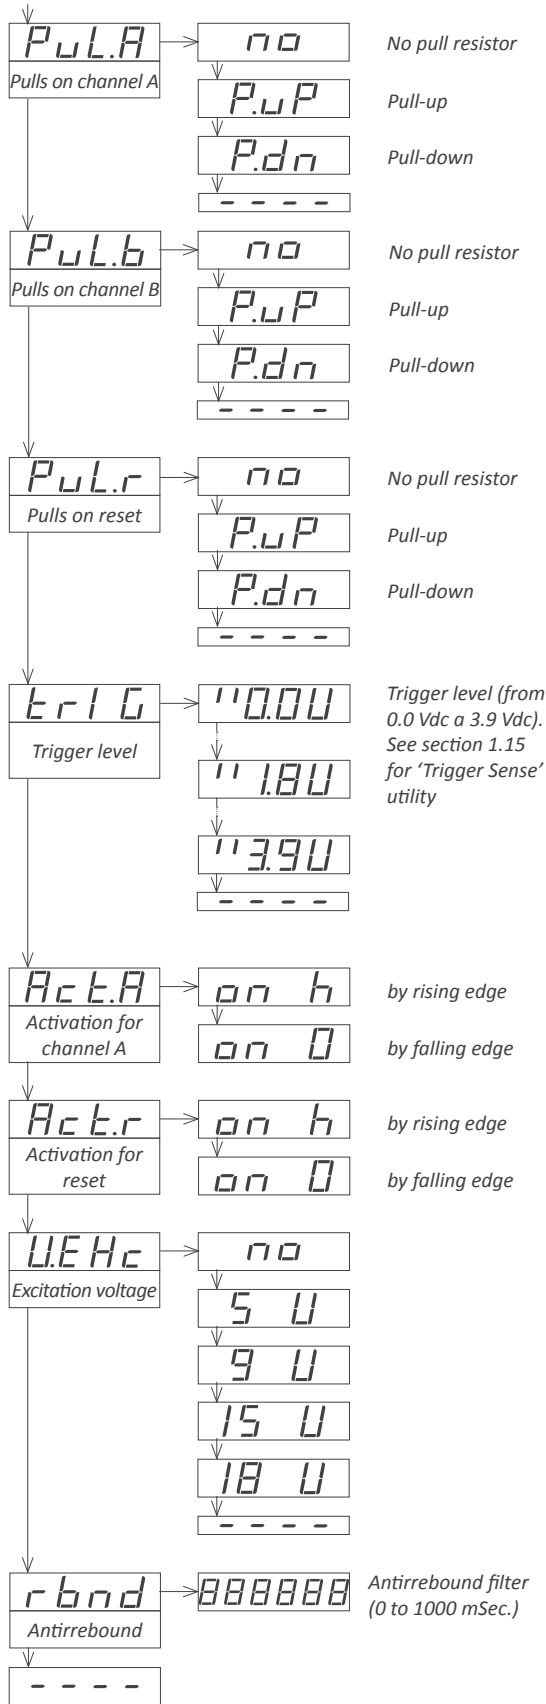 PuL.A no No pull resistor
Pulls on channel A
P.uP Pull-up
P.dn Pull-down
- - - -
PuL.b no No pull resistor
Pulls on channel B
P.uP Pull-up
P.dn Pull-down
- - - -
PuL.r no No pull resistor
Pulls on reset
P.uP Pull-up
P.dn Pull-down
- - - -
trIG "0.0U Trigger level (from
0.0 Vdc a 3.9 Vdc).
Trigger level
See section 1.15
"1.8U for ‘Trigger Sense’
utility
"3.9U
- - - -
Act.A on h by rising edge
Activation for
channel A
on 0 by falling edge
Act.r on h by rising edge
Activation for
reset
on 0 by falling edge
U.EHc no
Excitation voltage
5 U
9 U
15 U
18 U
- - - -
rbnd 888888 Antirrebound filter
(0 to 1000 mSec.)
Antirrebound
- - - -